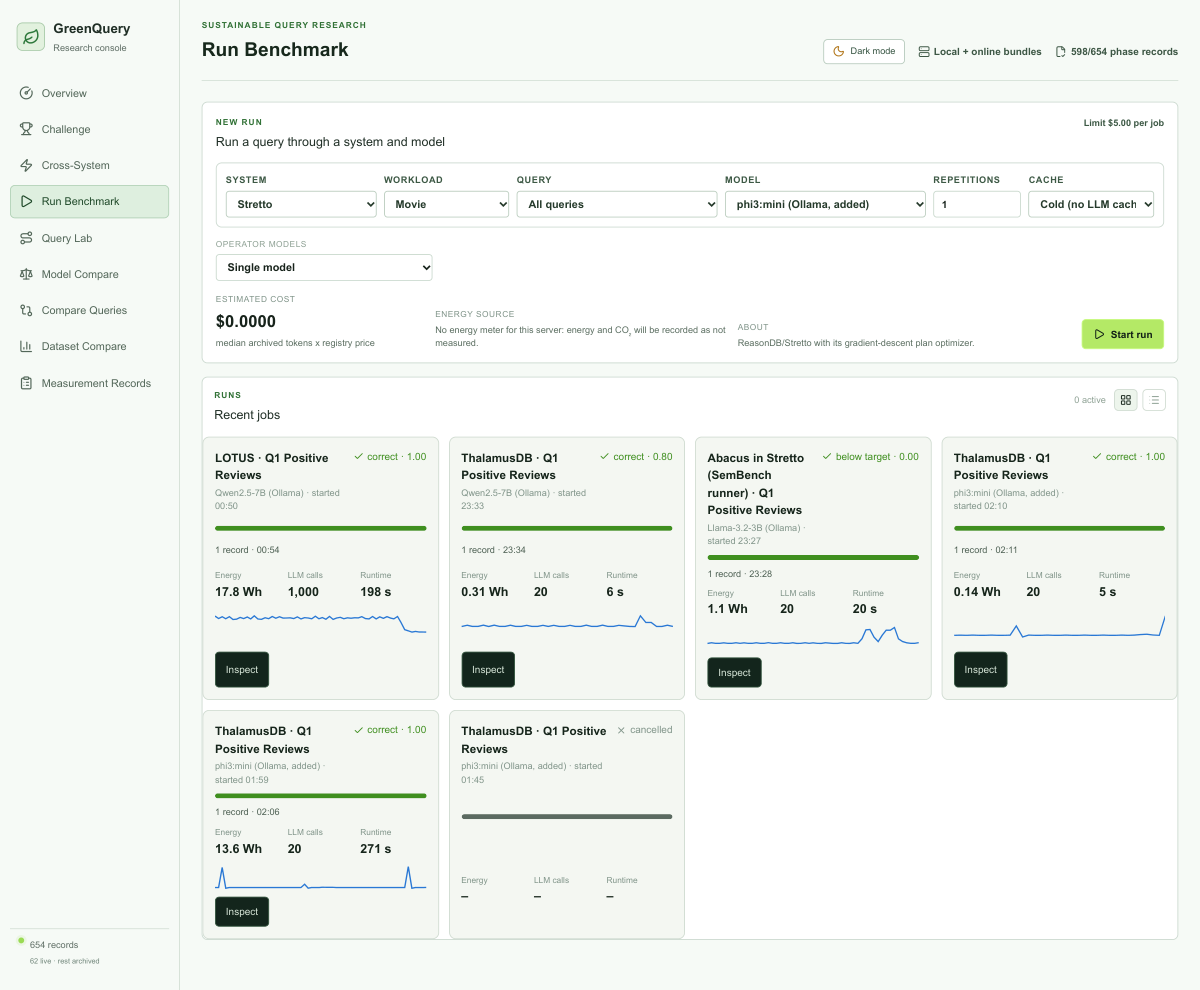 GreenQuery
Research console
Overview
Challenge
Cross-System
Run Benchmark
Query Lab
Model Compare
Compare Queries
Dataset Compare
Measurement Records
654 records
62 live · rest archived
SUSTAINABLE QUERY RESEARCH
Run Benchmark
Dark mode
Local + online bundles
598/654 phase records
NEW RUN
Limit $5.00 per job
Run a query through a system and model
SYSTEM WORKLOAD QUERY MODEL REPETITIONS CACHE
Stretto Movie All queries phi3:mini (Ollama, added) 1 Cold (no LLM cach
OPERATOR MODELS
Single model
ESTIMATED COST
$0.0000
median archived tokens x registry price
ENERGY SOURCE
No energy meter for this server: energy and CO₂ will be recorded as not
measured.
ABOUT
ReasonDB/Stretto with its gradient-descent plan optimizer.
Start run
RUNS
Recent jobs
0 active
LOTUS · Q1 Positive
Reviews
correct · 1.00
Qwen2.5-7B (Ollama) · started
00:50
1 record · 00:54
Energy LLM calls Runtime
17.8 Wh 1,000 198 s
Inspect
ThalamusDB · Q1
Positive Reviews
correct · 0.80
Qwen2.5-7B (Ollama) · started
23:33
1 record · 23:34
Energy LLM calls Runtime
0.31 Wh 20 6 s
Inspect
Abacus in Stretto
(SemBench
runner) · Q1
Positive Reviews
below target · 0.00
Llama-3.2-3B (Ollama) ·
started 23:27
1 record · 23:28
Energy LLM calls Runtime
1.1 Wh 20 20 s
Inspect
ThalamusDB · Q1
Positive Reviews
correct · 1.00
phi3:mini (Ollama, added) ·
started 02:10
1 record · 02:11
Energy LLM calls Runtime
0.14 Wh 20 5 s
Inspect
ThalamusDB · Q1
Positive Reviews
correct · 1.00
phi3:mini (Ollama, added) ·
started 01:59
1 record · 02:06
Energy LLM calls Runtime
13.6 Wh 20 271 s
Inspect
ThalamusDB · Q1 Positive
Reviews
cancelled
phi3:mini (Ollama, added) · started
01:45
Energy LLM calls Runtime
– – –